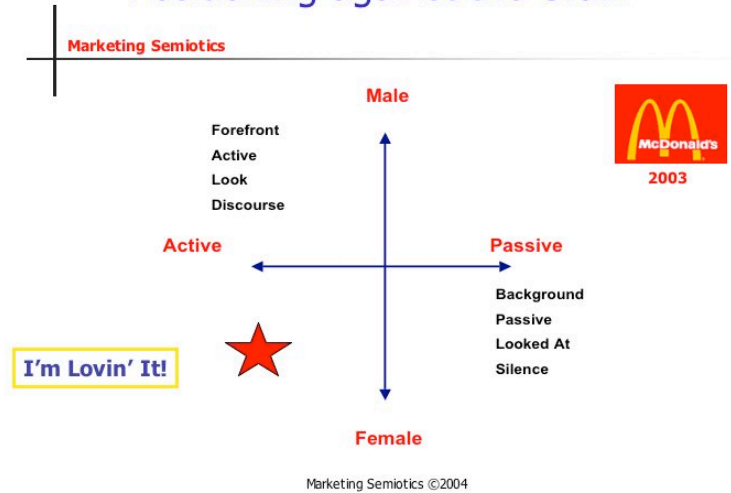 Marketing Semiotics
Male
McDonald's
2003
Forefront
Active
Look
Discourse
Active
Passive
Background
Passive
Looked At
Silence
I'm Lovin' It!
Female
Marketing Semiotics ©2004